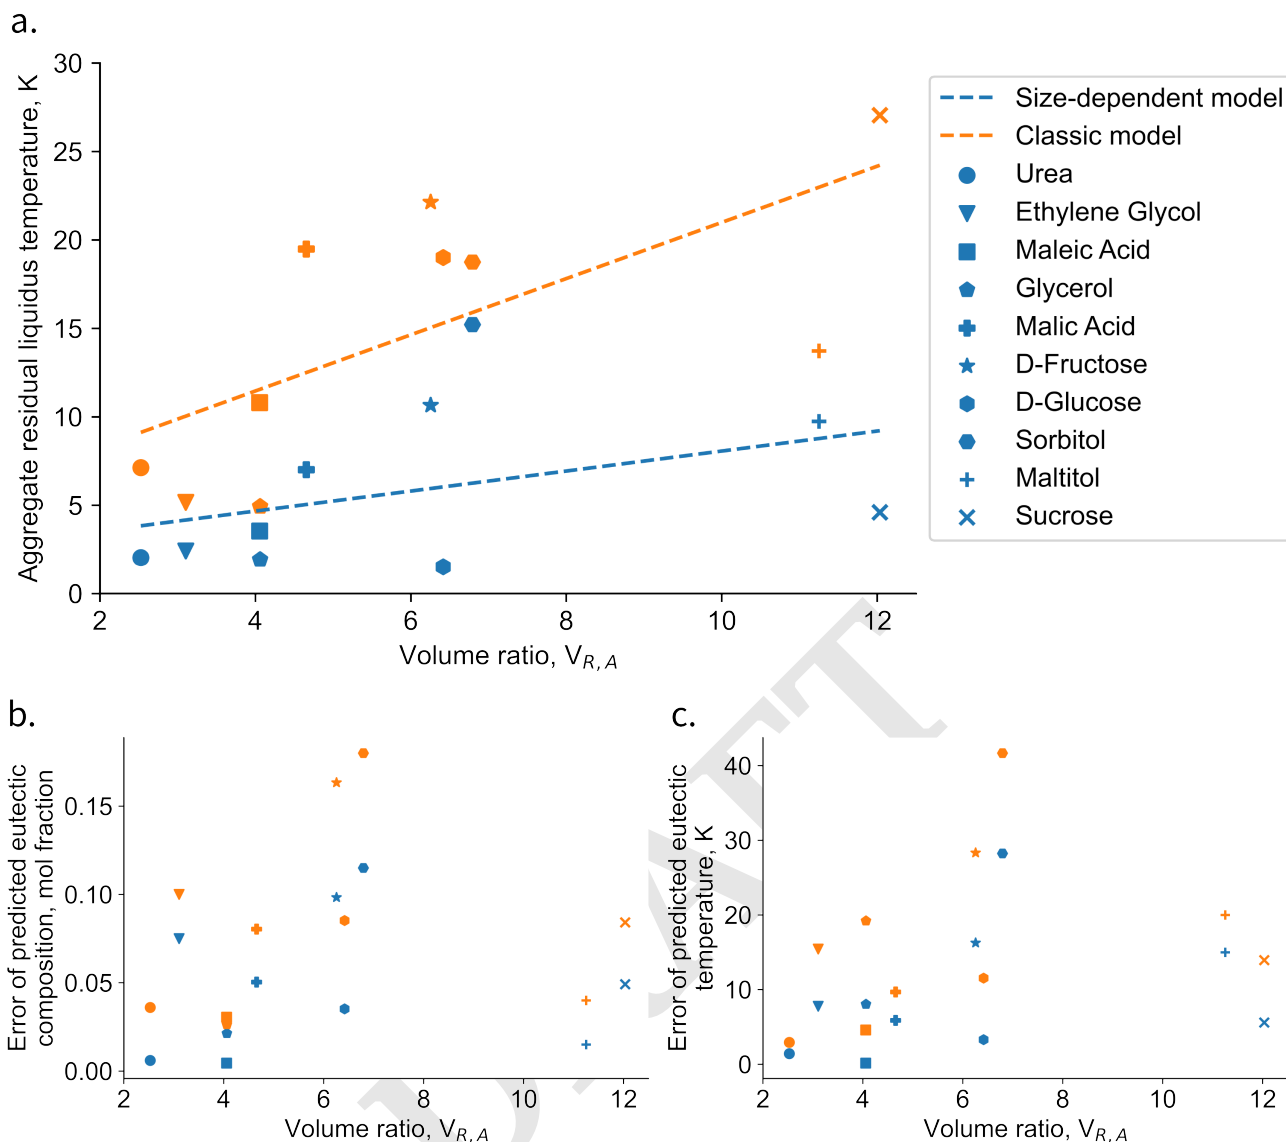 a.
Aggregate residual liquidus temperature, K
30
25
20
15
10
5
0
2
4
6
8
10
12
Volume ratio, V_{R, A}
Size-dependent model
Classic model
Urea
Ethylene Glycol
Maleic Acid
Glycerol
Malic Acid
D-Fructose
D-Glucose
Sorbitol
Maltitol
Sucrose
b.
Error of predicted eutectic
composition, mol fraction
0.15
0.10
0.05
0.00
2
4
6
8
10
12
Volume ratio, V_{R, A}
c.
Error of predicted eutectic
temperature, K
40
30
20
10
0
2
4
6
8
10
12
Volume ratio, V_{R, A}
DRAFT